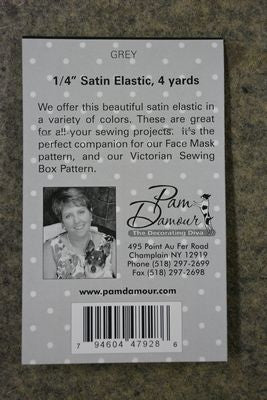 GREY
1/4” Satin Elastic, 4 yards
We offer this beautiful satin elastic in
a variety of colors. These are great
for all your sewing projects. it's the
perfect companion for our Face Mask
pattern, and our Victorian Sewing
Box Pattern.
Pam
Damour
The Decorating Diva
495 Point Au Fer Road
Champlain NY 12919
Phone (518) 297-2699
Fax (518) 297-2698
www.pamdamour.com
7 94604 47928 6